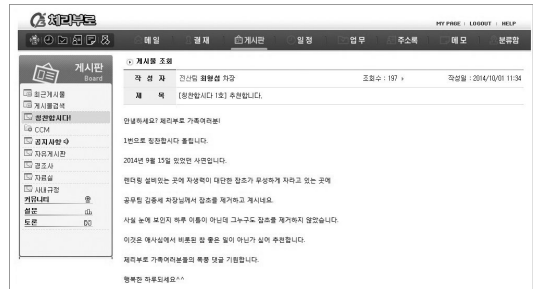 체리부로
MY PAGE | LOGOUT | HELP
메일 결재 게시판 일정 업무 주소록 메모 분류함
게시판
Board
최근게시물
게시물검색
칭찬합시다!
CCM
공지사항
자유게시판
경조사
자료실
사내규정
커뮤니티
설문
토론
게시물 조회
작 성 자 전산팀 최형섭 차장 조회수 : 197 작성일 : 2014/10/01 11:34
제 목 [칭찬합시다 1호] 추천합니다.
안녕하세요? 체리부로 가족여러분!
1번으로 칭찬합시다 올립니다.
2014년 9월 15일 있었던 사연입니다.
렌더링 설비있는 곳에 자생력이 대단한 잡초가 무성하게 자라고 있는 곳에
공무팀 김종세 차장님께서 잡초를 제거하고 계시네요.
사실 눈에 보인지 하루 이틀이 아닌데 그누구도 잡초를 제거하지 않았습니다.
이것은 애사심에서 비롯된 참 좋은 일이 아닌가 싶어 추천합니다.
체리부로 가족여러분들의 폭풍 댓글 기원합니다.
행복한 하루되세요^^